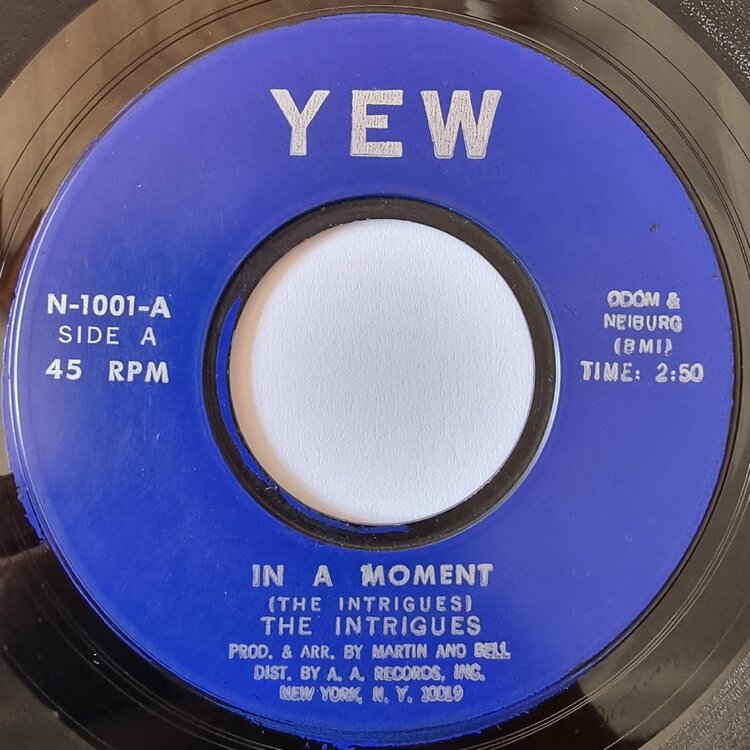 YEW
N-1001-A
SIDE A
45 RPM
ODOM &
NEIBURG
(BMI)
TIME: 2:50
IN A MOMENT
(THE INTRIGUES)
THE INTRIGUES
PROD. & ARR. BY MARTIN AND BELL
DIST. BY A. A. RECORDS, INC.
NEW YORK, N. Y. 10019